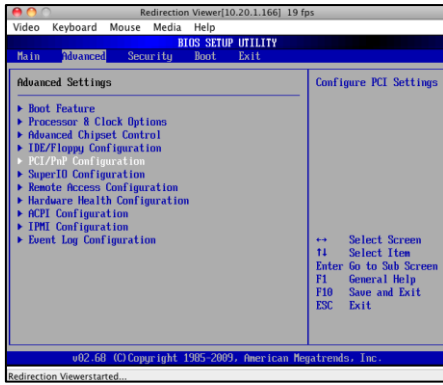 Redirection Viewer[10.20.1.166] 19 fps
Video Keyboard Mouse Media Help
BIOS SETUP UTILITY
Main Advanced Security Boot Exit
Advanced Settings
Configure PCI Settings
Boot Feature
Processor & Clock Options
Advanced Chipset Control
IDE/Floppy Configuration
PCI/PnP Configuration
SuperIO Configuration
Remote Access Configuration
Hardware Health Configuration
ACPI Configuration
IPMI Configuration
Event Log Configuration
↔ Select Screen
↑↓ Select Item
Enter Go to Sub Screen
F1 General Help
F10 Save and Exit
ESC Exit
v02.68 (C)Copyright 1985-2009, American Megatrends, Inc.
Redirection Viewerstarted...